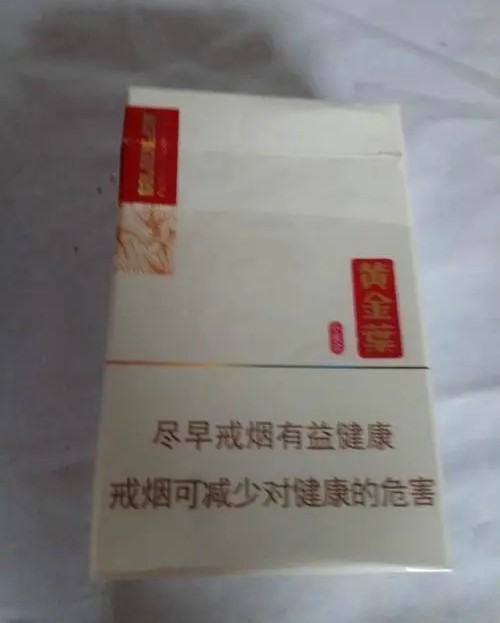 黄金葉
尽早戒烟有益健康
戒烟可减少对健康的危害